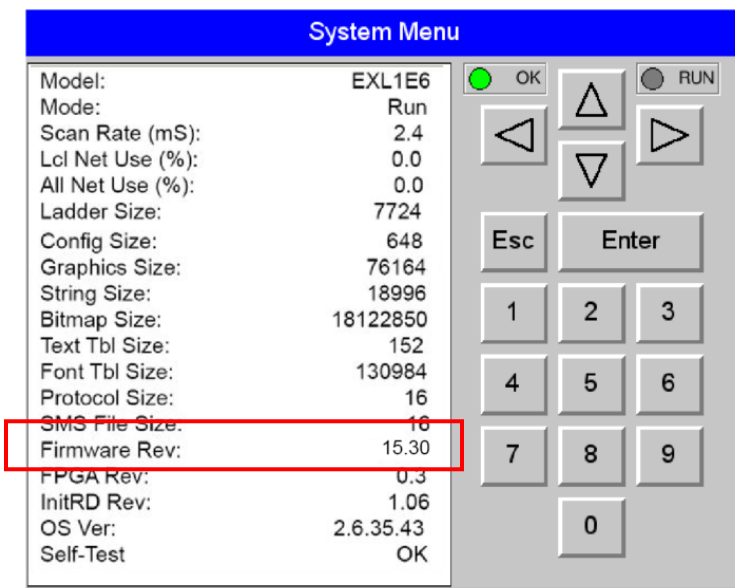 System Menu
Model: EXL1E6
Mode: Run
Scan Rate (mS): 2.4
Lcl Net Use (%): 0.0
All Net Use (%): 0.0
Ladder Size: 7724
Config Size: 648
Graphics Size: 76164
String Size: 18996
Bitmap Size: 18122850
Text Tbl Size: 152
Font Tbl Size: 130984
Protocol Size: 16
SMS File Size: 16
Firmware Rev: 15.30
FPGA Rev: 0.3
InitRD Rev: 1.06
OS Ver: 2.6.35.43
Self-Test OK
OK RUN
Esc Enter
1 2 3
4 5 6
7 8 9
0